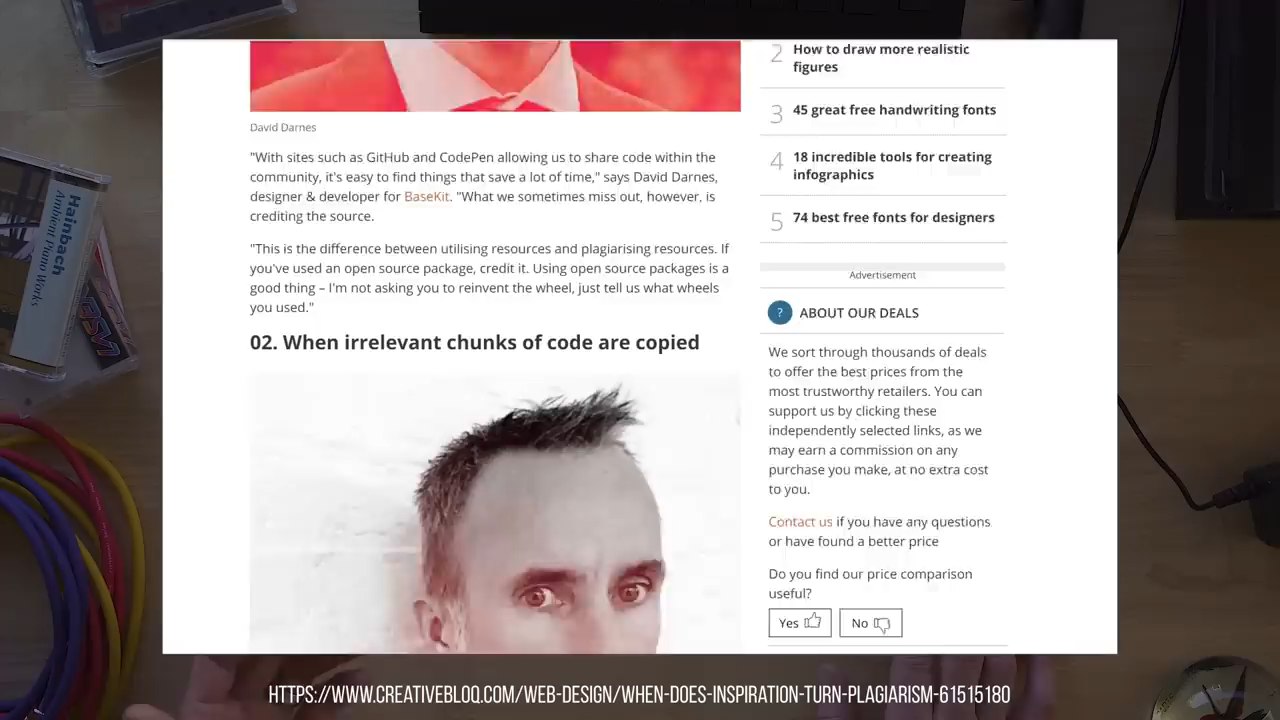 David Darnes
"With sites such as GitHub and CodePen allowing us to share code within the
community, it's easy to find things that save a lot of time," says David Darnes,
designer & developer for BaseKit. "What we sometimes miss out, however, is
crediting the source.
"This is the difference between utilising resources and plagiarising resources. If
you've used an open source package, credit it. Using open source packages is a
good thing – I'm not asking you to reinvent the wheel, just tell us what wheels
you used."
02. When irrelevant chunks of code are copied
2 How to draw more realistic
figures
3 45 great free handwriting fonts
4 18 incredible tools for creating
infographics
5 74 best free fonts for designers
Advertisement
? ABOUT OUR DEALS
We sort through thousands of deals
to offer the best prices from the
most trustworthy retailers. You can
support us by clicking these
independently selected links, as we
may earn a commission on any
purchase you make, at no extra cost
to you.
Contact us if you have any questions
or have found a better price
Do you find our price comparison
useful?
Yes
No
Hainbach
Ambient Piano Works
HTTPS://WWW.CREATIVEBLOQ.COM/WEB-DESIGN/WHEN-DOES-INSPIRATION-TURN-PLAGIARISM-61515180